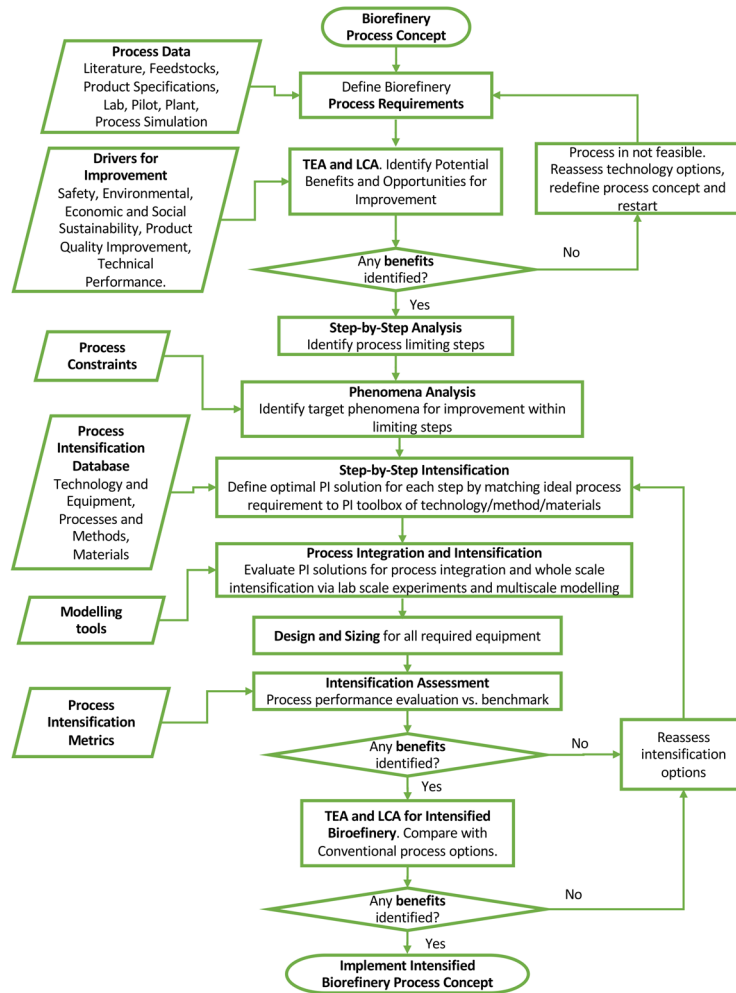 Biorefinery
Process Concept
Process Data
Literature, Feedstocks,
Product Specifications,
Lab, Pilot, Plant,
Process Simulation
Define Biorefinery
Process Requirements
Drivers for
Improvement
Safety, Environmental,
Economic and Social
Sustainability, Product
Quality Improvement,
Technical
Performance.
TEA and LCA. Identify Potential
Benefits and Opportunities for
Improvement
Process in not feasible.
Reassess technology options,
redefine process concept and
restart
Any benefits
identified?
No
Yes
Step-by-Step Analysis
Identify process limiting steps
Process
Constraints
Phenomena Analysis
Identify target phenomena for improvement within
limiting steps
Process
Intensification
Database
Technology and
Equipment,
Processes and
Methods,
Materials
Step-by-Step Intensification
Define optimal PI solution for each step by matching ideal process
requirement to PI toolbox of technology/method/materials
Process Integration and Intensification
Evaluate PI solutions for process integration and whole scale
intensification via lab scale experiments and multiscale modelling
Modelling
tools
Design and Sizing for all required equipment
Intensification Assessment
Process performance evaluation vs. benchmark
Process
Intensification
Metrics
Any benefits
identified?
No
Reassess
intensification
options
Yes
TEA and LCA for Intensified
Biroefinery. Compare with
Conventional process options.
Any benefits
identified?
No
Yes
Implement Intensified
Biorefinery Process Concept